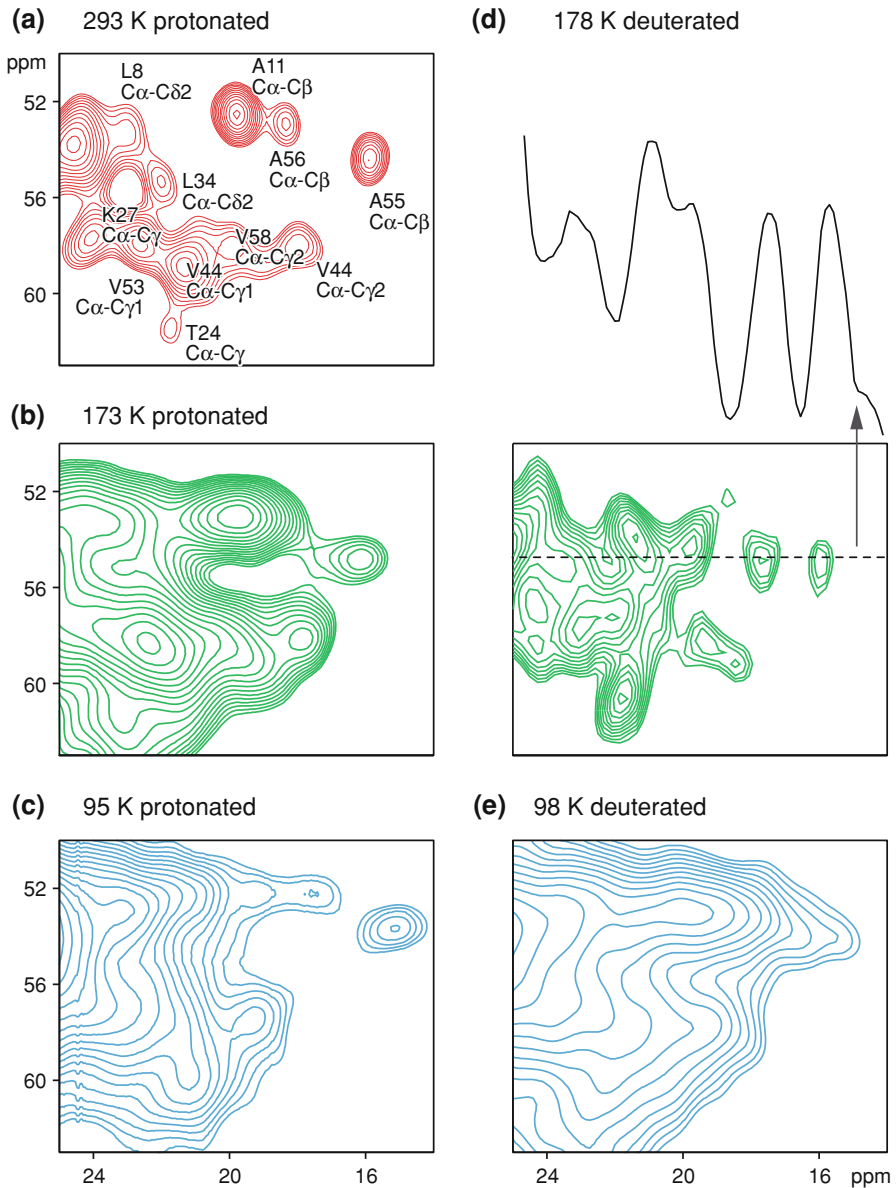 (a) 293 K protonated
ppm
52
56
60
L8
Cα-Cδ2
A11
Cα-Cβ
A56
Cα-Cβ
L34
Cα-Cδ2
A55
Cα-Cβ
K27
Cα-Cγ
V58
Cα-Cγ2
V44
Cα-Cγ1
V44
Cα-Cγ2
V53
Cα-Cγ1
T24
Cα-Cγ
(d) 178 K deuterated
(b) 173 K protonated
52
56
60
(c) 95 K protonated
52
56
60
24 20 16
(e) 98 K deuterated
24 20 16 ppm